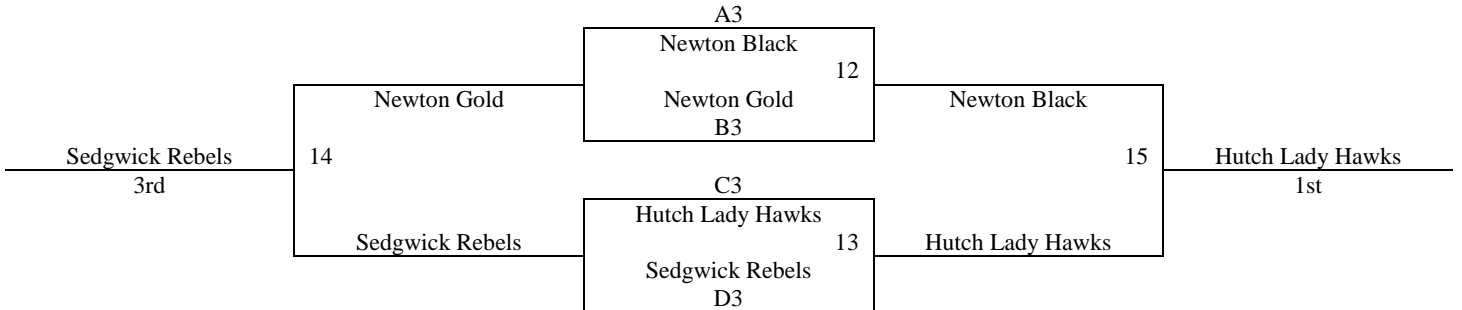 A3
Newton Black
12
Newton Gold
Newton Gold
Newton Black
B3
Sedgwick Rebels
14
15
Hutch Lady Hawks
3rd
C3
1st
Hutch Lady Hawks
Sedgwick Rebels
13
Hutch Lady Hawks
Sedgwick Rebels
D3